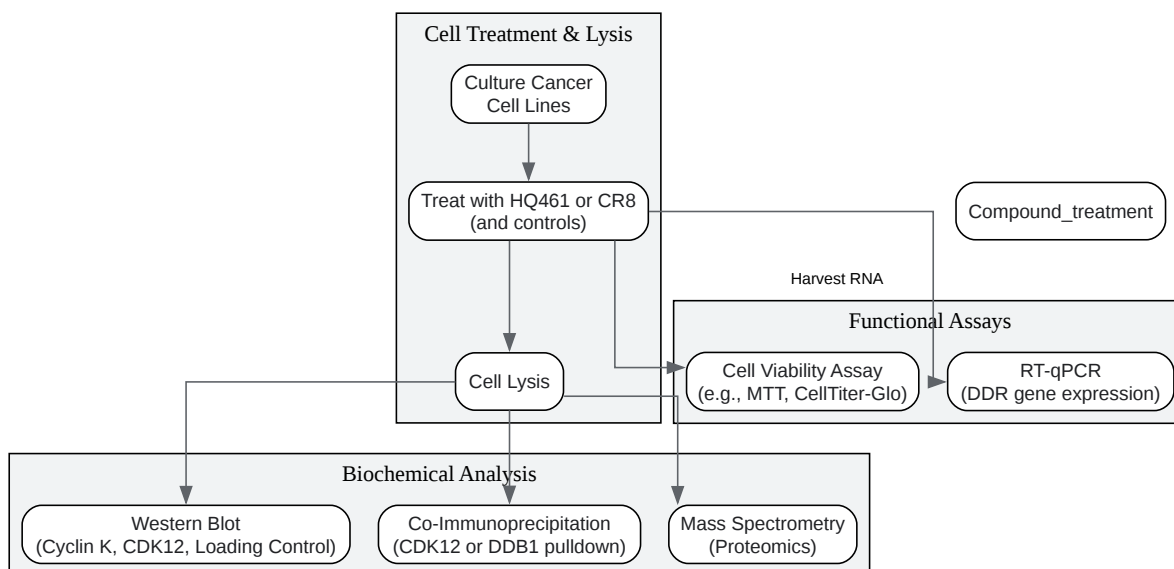 Cell Treatment & Lysis
Culture Cancer
Cell Lines
Treat with HQ461 or CR8
(and controls)
Compound_treatment
Harvest RNA
Functional Assays
Cell Lysis
Cell Viability Assay
(e.g., MTT, CellTiter-Glo)
RT-qPCR
(DDR gene expression)
Biochemical Analysis
Western Blot
(Cyclin K, CDK12, Loading Control)
Co-Immunoprecipitation
(CDK12 or DDB1 pulldown)
Mass Spectrometry
(Proteomics)